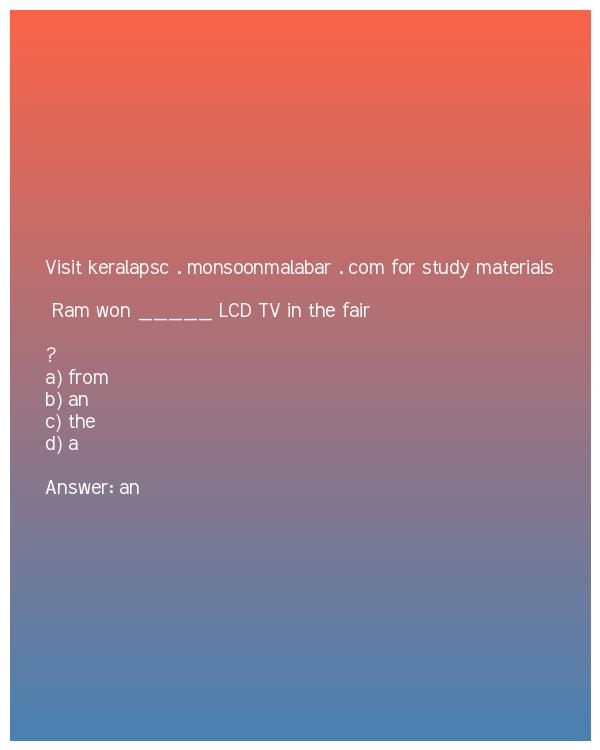 Visit keralapsc . monsoonmalabar . com for study materials
Ram won _____ LCD TV in the fair
?
a) from
b) an
c) the
d) a
Answer: an